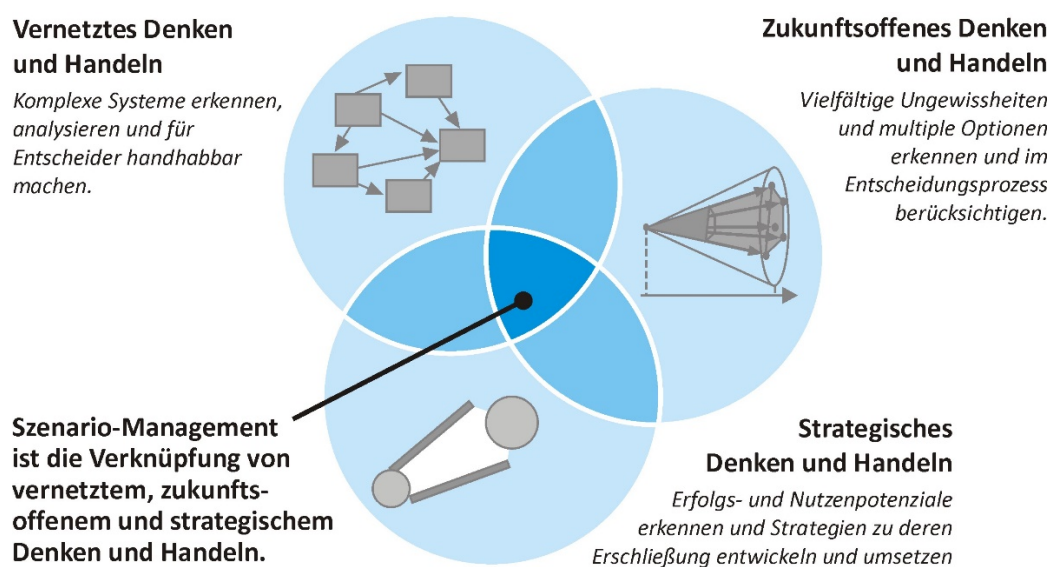 Vernetztes Denken
und Handeln
Komplexe Systeme erkennen,
analysieren und für
Entscheider handhabbar
machen.
Zukunftsoffenes Denken
und Handeln
Vielfältige Ungewissheiten
und multiple Optionen
erkennen und im
Entscheidungsprozess
berücksichtigen.
Szenario-Management
ist die Verknüpfung von
vernetztem, zukunfts-
offenem und strategischem
Denken und Handeln.
Strategisches
Denken und Handeln
Erfolgs- und Nutzenpotenziale
erkennen und Strategien zu deren
Erschließung entwickeln und umsetzen